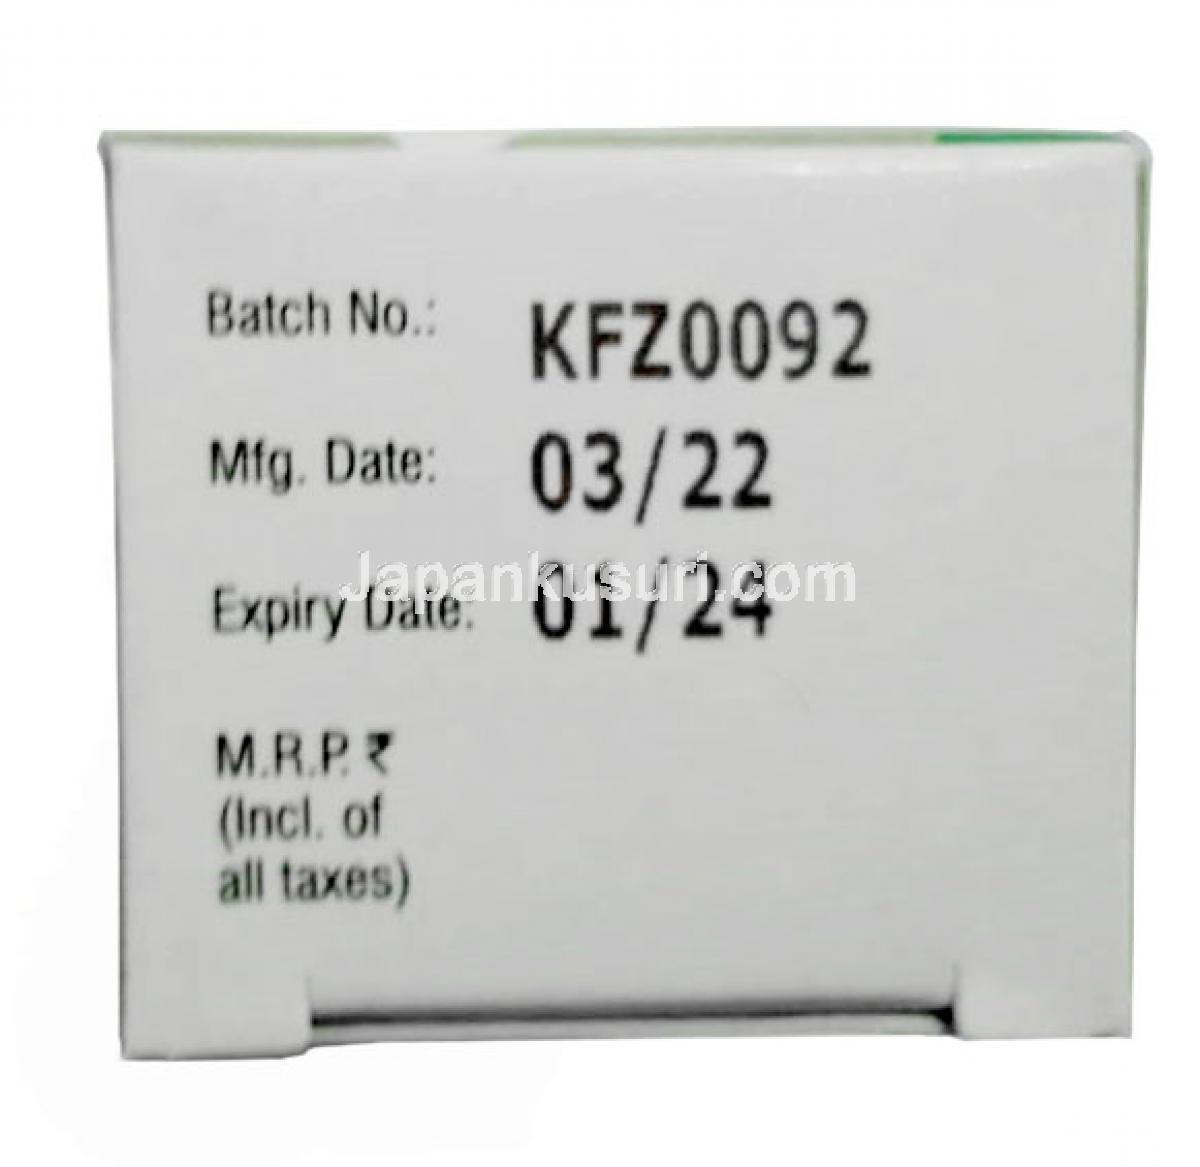 Batch No.: KFZ0092
Mfg. Date: 03/22
Japankusuri.com
Expiry Date: 01/24
M.R.P. ₹
(Incl. of
all taxes)